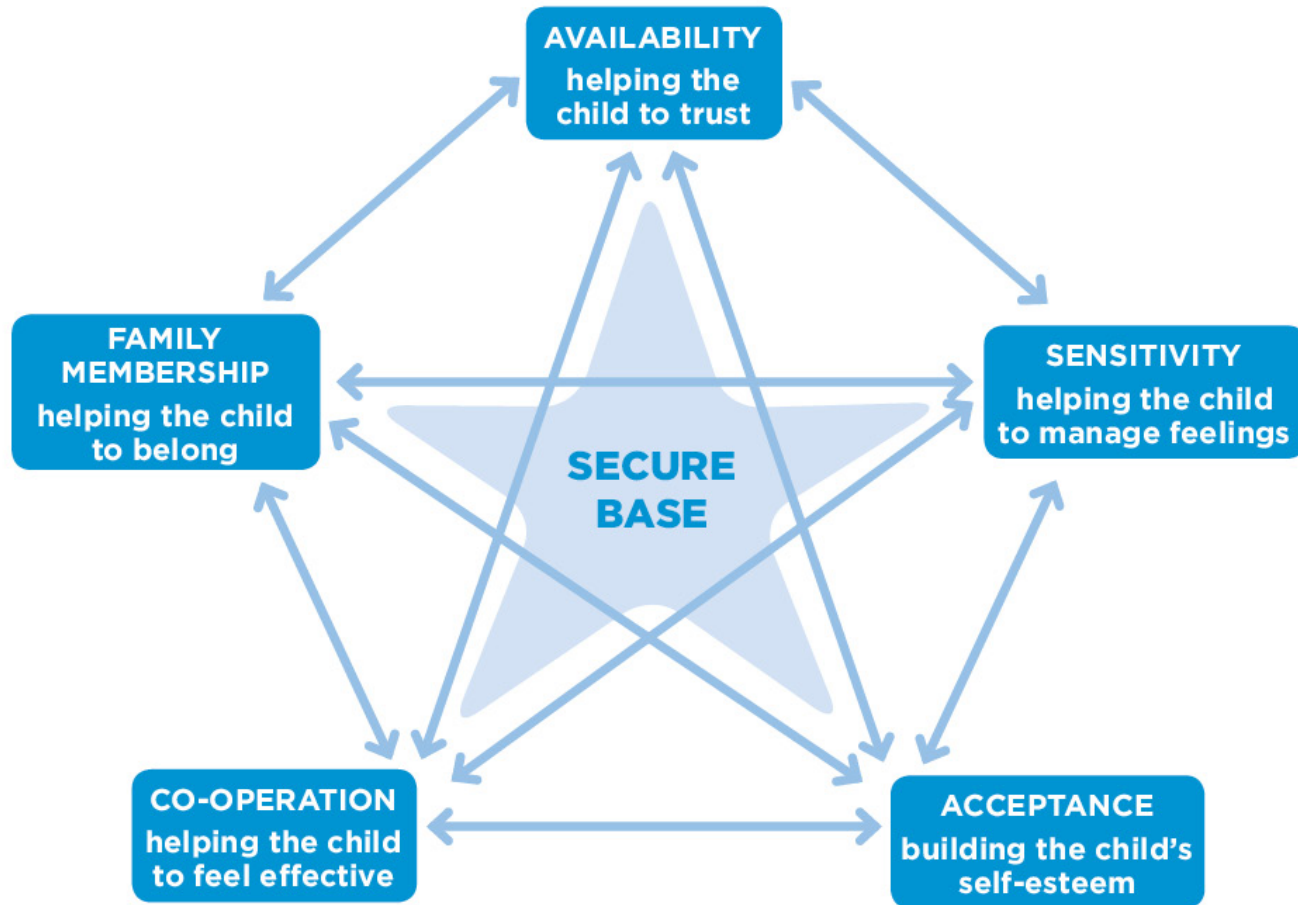 AVAILABILITY
helping the
child to trust
FAMILY
MEMBERSHIP
helping the child
to belong
SENSITIVITY
helping the child
to manage feelings
SECURE
BASE
CO-OPERATION
helping the child
to feel effective
ACCEPTANCE
building the child’s
self-esteem